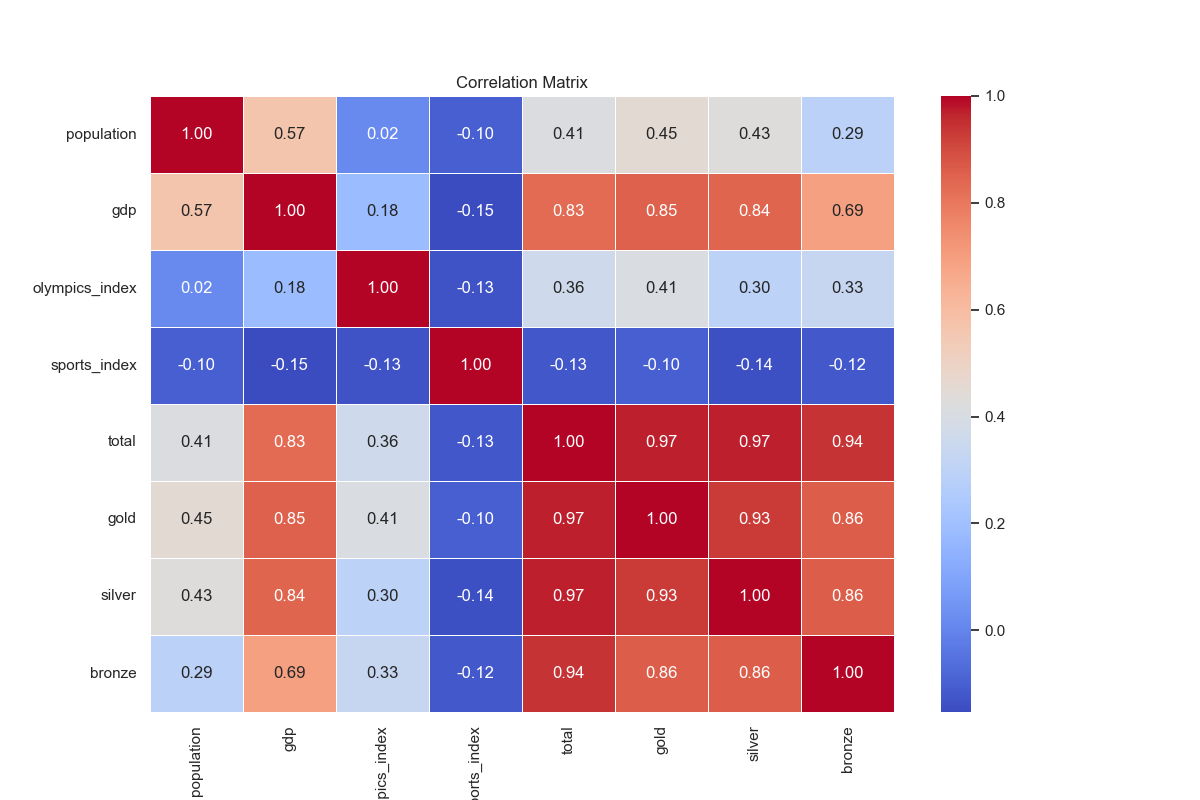 Correlation Matrix
population 1.00 0.57 0.02 -0.10 0.41 0.45 0.43 0.29
gdp 0.57 1.00 0.18 -0.15 0.83 0.85 0.84 0.69
olympics_index 0.02 0.18 1.00 -0.13 0.36 0.41 0.30 0.33
sports_index -0.10 -0.15 -0.13 1.00 -0.13 -0.10 -0.14 -0.12
total 0.41 0.83 0.36 -0.13 1.00 0.97 0.97 0.94
gold 0.45 0.85 0.41 -0.10 0.97 1.00 0.93 0.86
silver 0.43 0.84 0.30 -0.14 0.97 0.93 1.00 0.86
bronze 0.29 0.69 0.33 -0.12 0.94 0.86 0.86 1.00
population
gdp
pics_index
orts_index
total
gold
silver
bronze
1.0
0.8
0.6
0.4
0.2
0.0